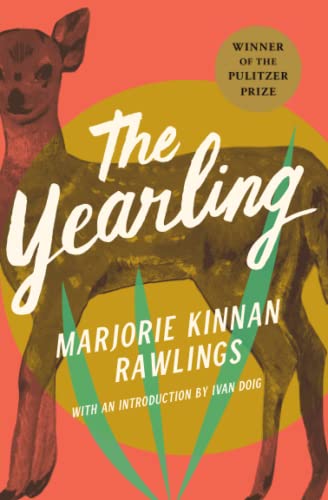 WINNER
OF THE
PULITZER
PRIZE
The
Yearling
MARJORIE KINNAN
RAWLINGS
WITH AN INTRODUCTION BY IVAN DOIG